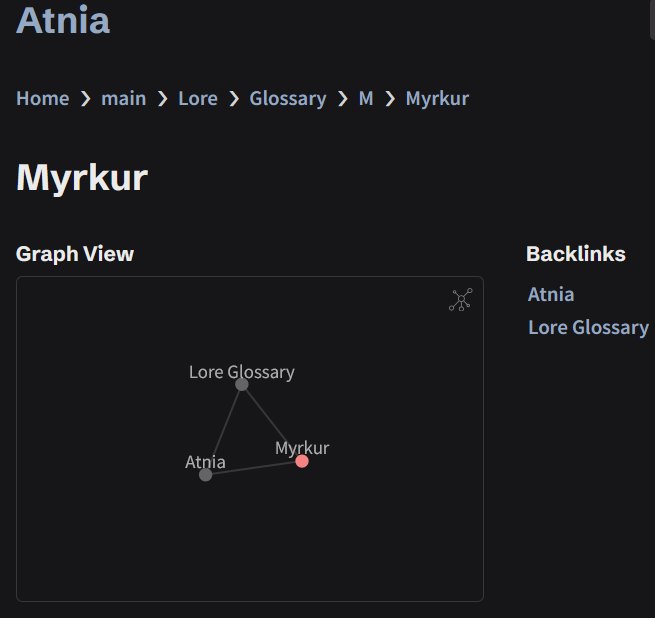 Atnia
Home ❯ main ❯ Lore ❯ Glossary ❯ M ❯ Myrkur
Myrkur
Graph View
Lore Glossary
Myrkur
Atnia
Backlinks
Atnia
Lore Glossary